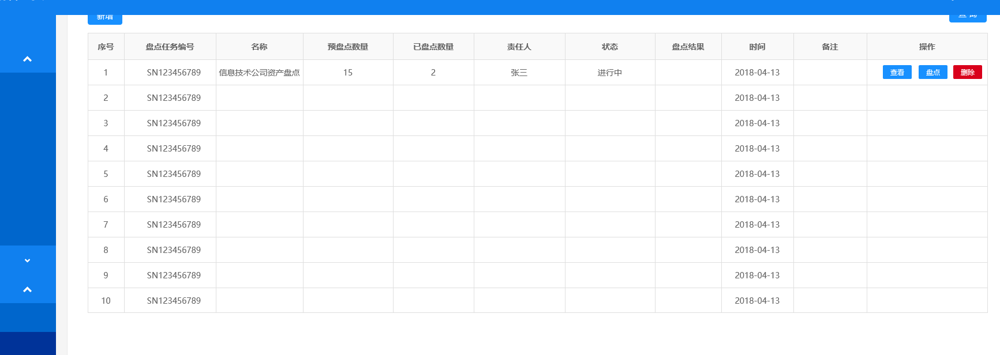 新增
查 询
序号 盘点任务编号 名称 预盘点数量 已盘点数量 责任人 状态 盘点结果 时间 备注 操作
1 SN123456789 信息技术公司资产盘点 15 2 张三 进行中 2018-04-13 查看 盘点 删除
2 SN123456789 2018-04-13
3 SN123456789 2018-04-13
4 SN123456789 2018-04-13
5 SN123456789 2018-04-13
6 SN123456789 2018-04-13
7 SN123456789 2018-04-13
8 SN123456789 2018-04-13
9 SN123456789 2018-04-13
10 SN123456789 2018-04-13